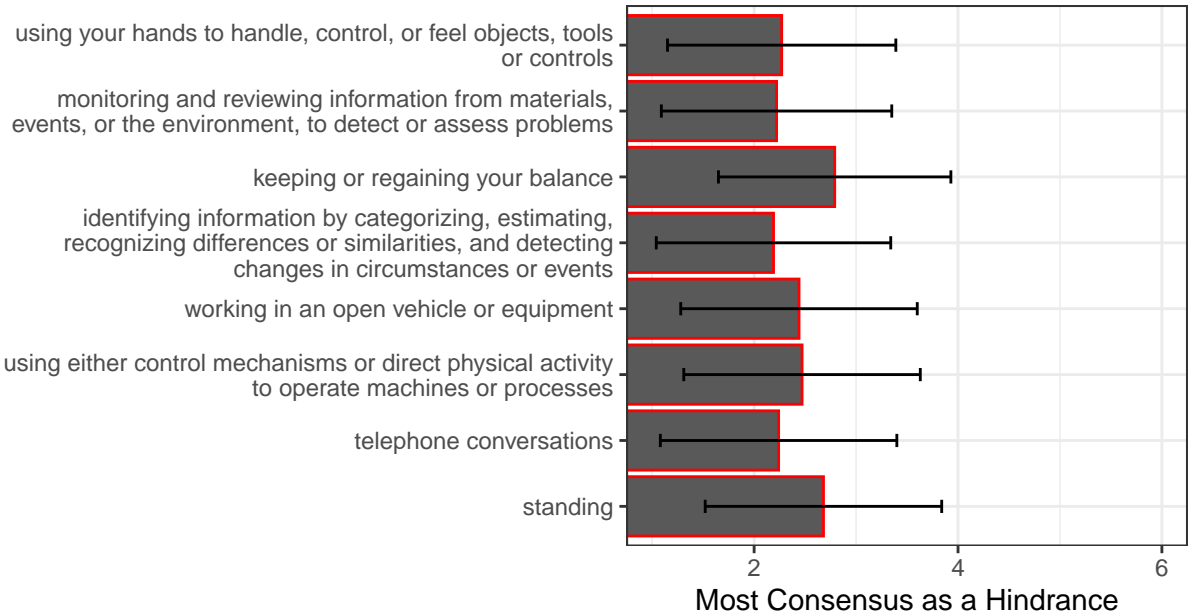 using your hands to handle, control, or feel objects, tools
or controls
monitoring and reviewing information from materials,
events, or the environment, to detect or assess problems
keeping or regaining your balance
identifying information by categorizing, estimating,
recognizing differences or similarities, and detecting
changes in circumstances or events
working in an open vehicle or equipment
using either control mechanisms or direct physical activity
to operate machines or processes
telephone conversations
standing
2 4 6
Most Consensus as a Hindrance